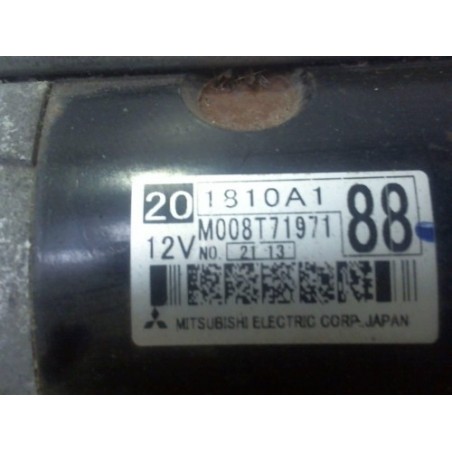 20 1810A1
M008T71971 88
12V NO. 21 13
MITSUBISHI ELECTRIC CORP. JAPAN